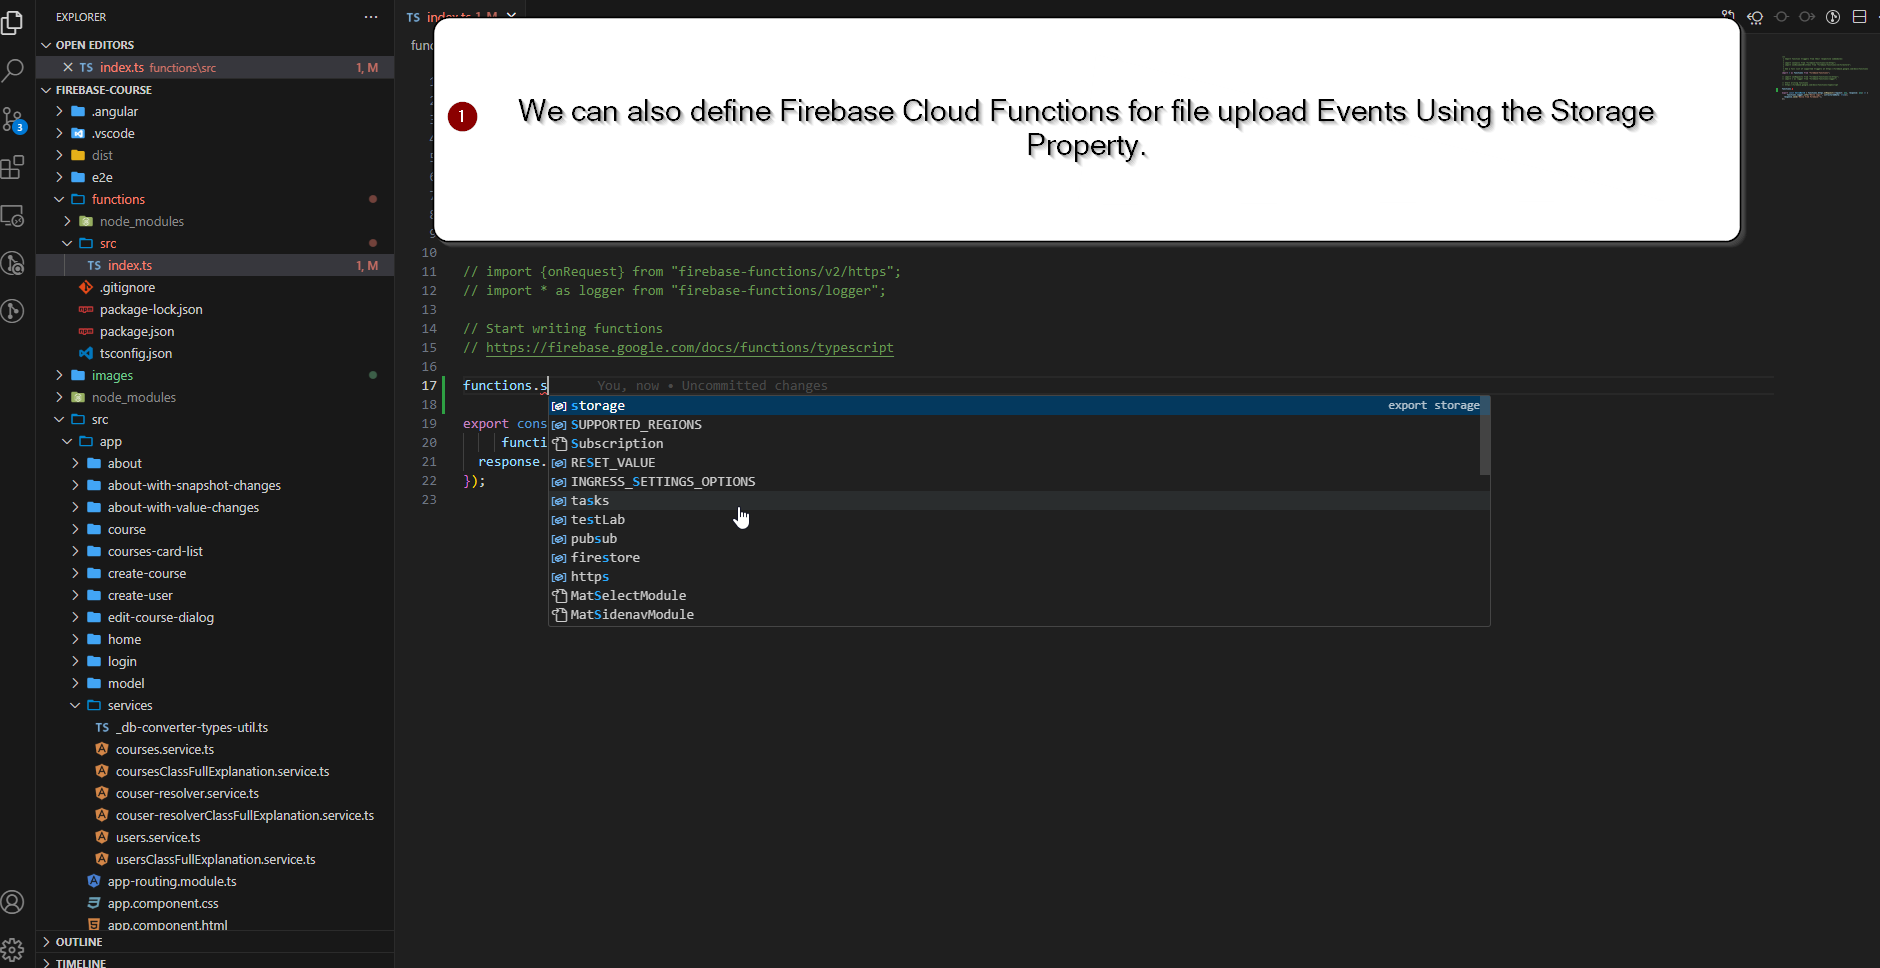 EXPLORER
TS index.ts 1, M
OPEN EDITORS
TS index.ts functions\src 1, M
FIREBASE-COURSE
.angular
.vscode
dist
e2e
functions
node_modules
src
TS index.ts 1, M
.gitignore
package-lock.json
package.json
tsconfig.json
images
node_modules
src
app
about
about-with-snapshot-changes
about-with-value-changes
course
courses-card-list
create-course
create-user
edit-course-dialog
home
login
model
services
TS _db-converter-types-util.ts
courses.service.ts
coursesClassFullExplanation.service.ts
couser-resolver.service.ts
couser-resolverClassFullExplanation.service.ts
users.service.ts
usersClassFullExplanation.service.ts
app-routing.module.ts
app.component.css
app.component.html
OUTLINE
TIMELINE
3
func
1 We can also define Firebase Cloud Functions for file upload Events Using the Storage
Property.
10
11 // import {onRequest} from "firebase-functions/v2/https";
12 // import * as logger from "firebase-functions/logger";
13
14 // Start writing functions
15 // https://firebase.google.com/docs/functions/typescript
16
17 functions.s You, now • Uncommitted changes
18
19 export cons
20 functi
21 response.
22 });
23
storage export storage
SUPPORTED_REGIONS
Subscription
RESET_VALUE
INGRESS_SETTINGS_OPTIONS
tasks
testLab
pubsub
firestore
https
MatSelectModule
MatSidenavModule